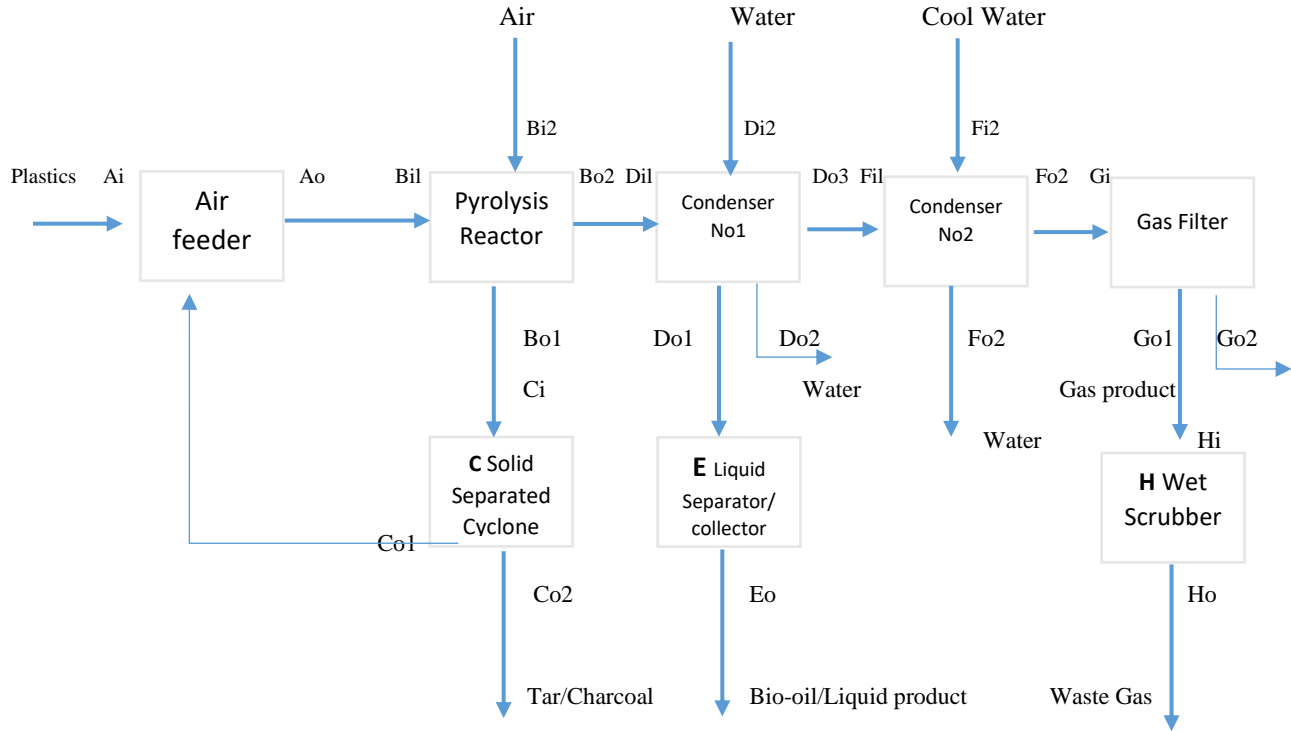 Air Water Cool Water
Bi2 Di2 Fi2
Plastics Ai Ao Bil Bo2 Dil Do3 Fil Fo2 Gi
Air
feeder
Pyrolysis
Reactor
Condenser
No1
Condenser
No2
Gas Filter
Bo1 Do1 Do2 Fo2 Go1 Go2
Ci Water Gas product
Water Hi
C Solid
Separated
Cyclone
E Liquid
Separator/
collector
H Wet
Scrubber
Co1
Co2 Eo Ho
Tar/Charcoal Bio-oil/Liquid product Waste Gas